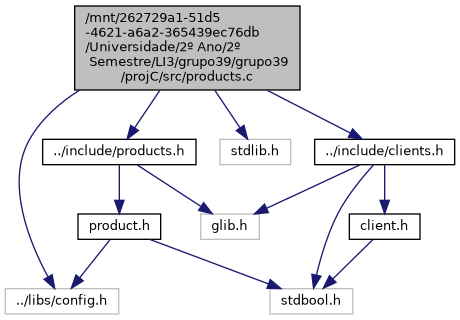 /mnt/262729a1-51d5
-4621-a6a2-365439ec76db
/Universidade/2º Ano/2º
Semestre/LI3/grupo39/grupo39
/projC/src/products.c
../include/products.h
stdlib.h
../include/clients.h
product.h
glib.h
client.h
../libs/config.h
stdbool.h